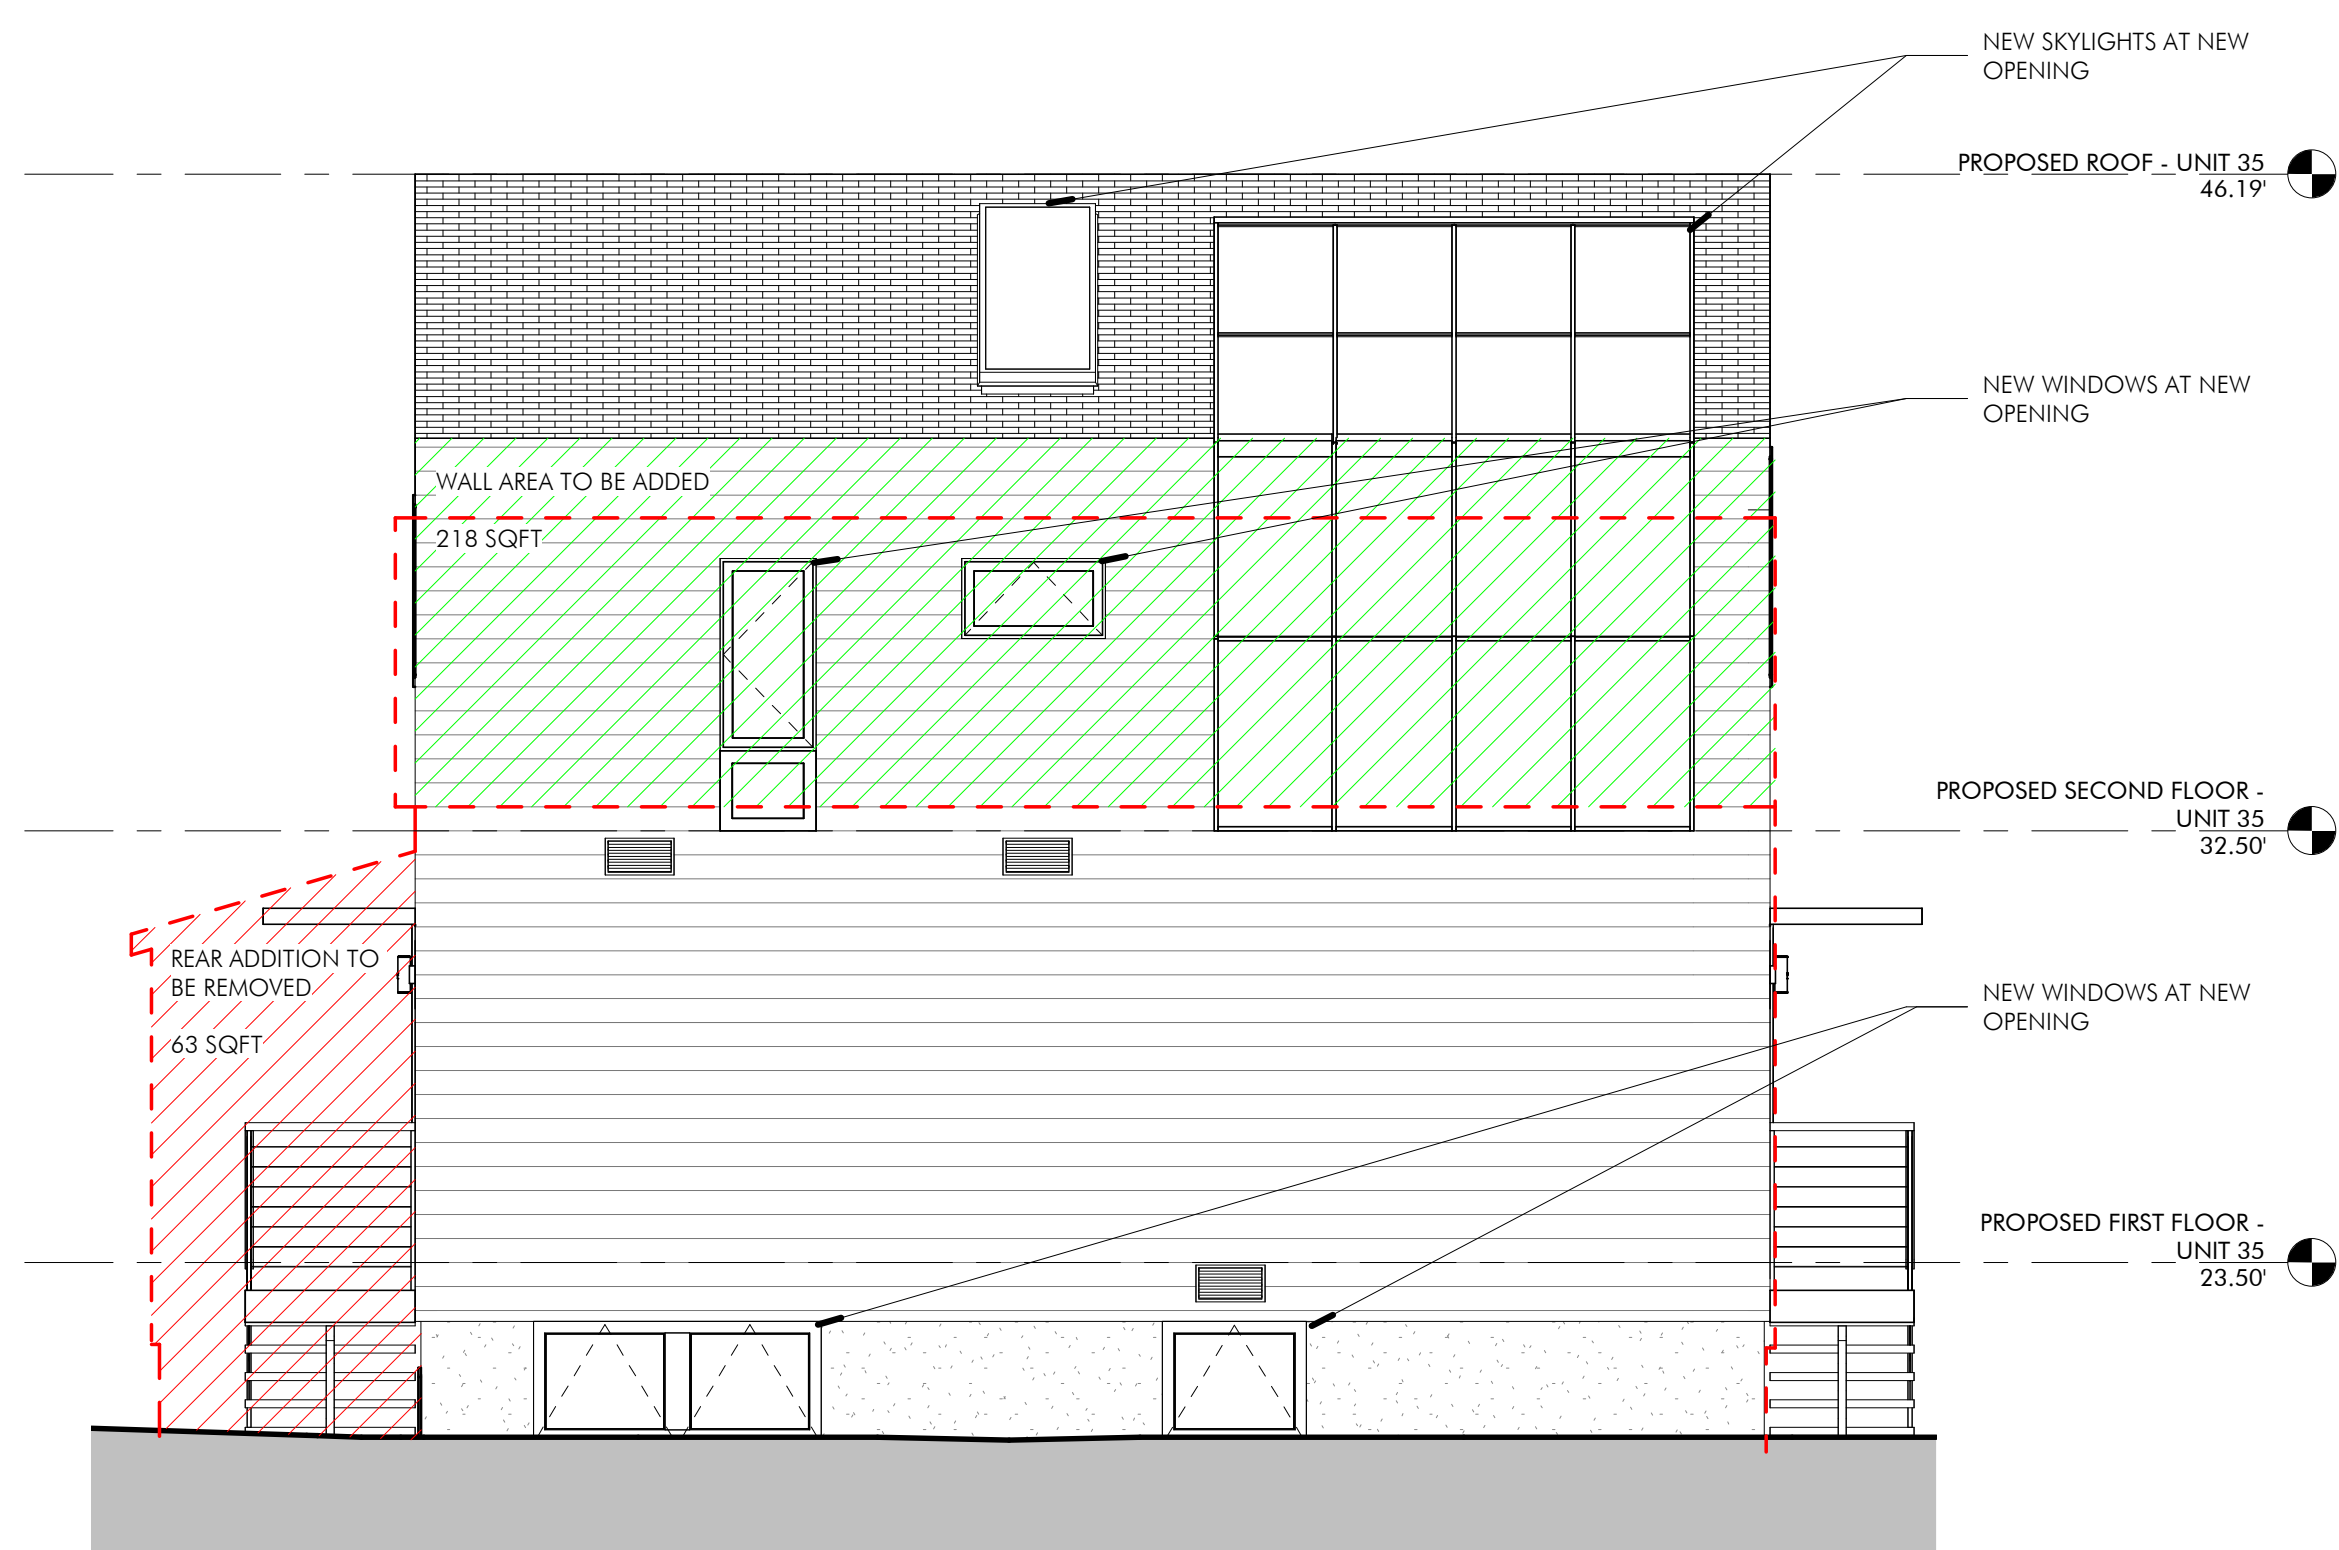 NEW SKYLIGHTS AT NEW
OPENING
PROPOSED ROOF - UNIT 35
46.19'
NEW WINDOWS AT NEW
OPENING
WALL AREA TO BE ADDED
218 SQFT
PROPOSED SECOND FLOOR -
UNIT 35
32.50'
REAR ADDITION TO
BE REMOVED
63 SQFT
NEW WINDOWS AT NEW
OPENING
PROPOSED FIRST FLOOR -
UNIT 35
23.50'